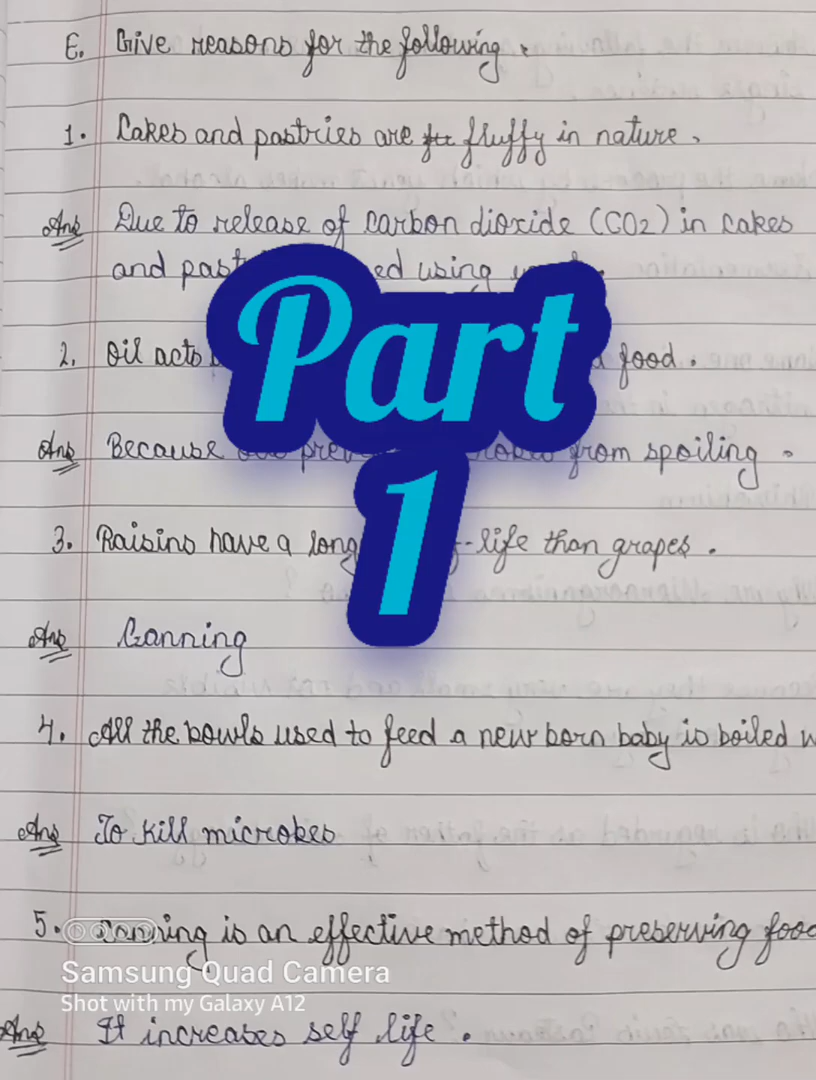 E. Give reasons for the following.
1. Cakes and pastries are fluffy in nature.
Ans Due to release of carbon dioxide (CO2) in cakes
and past ed using
2. Oil acts food.
Ans Because from spoiling.
3. Raisins have a long -life than grapes.
Ans Canning
4. All the bowls used to feed a new born baby is boiled w
Ans To kill microbes
5. Canning is an effective method of preserving food
Ans It increases self life.
Part
1
Samsung Quad Camera
Shot with my Galaxy A12